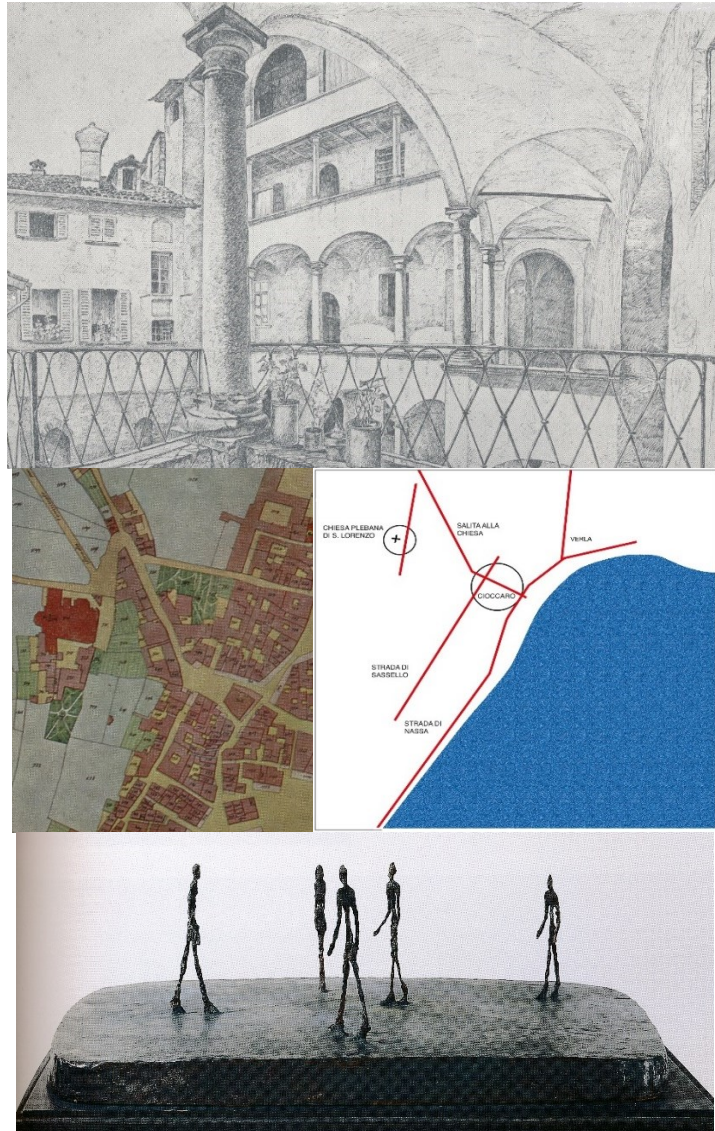 CHIESA PLEBANA
DI S. LORENZO
SALITA ALLA
CHIESA
VERLA
CIOCCARO
STRADA DI
SASSELLO
STRADA DI
NASSA